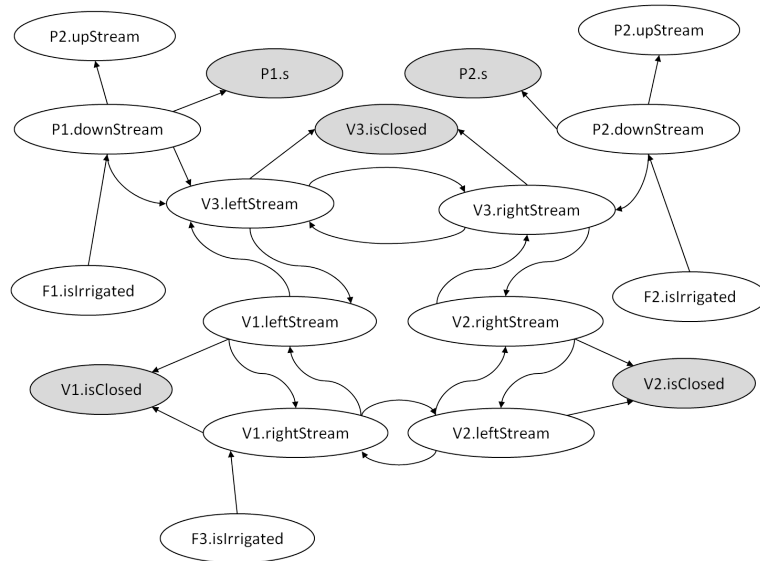 P2.upStream
P2.upStream
P1.s
P2.s
P1.downStream
V3.isClosed
P2.downStream
V3.leftStream
V3.rightStream
F1.isIrrigated
F2.isIrrigated
V1.leftStream
V2.rightStream
V1.isClosed
V2.isClosed
V1.rightStream
V2.leftStream
F3.isIrrigated